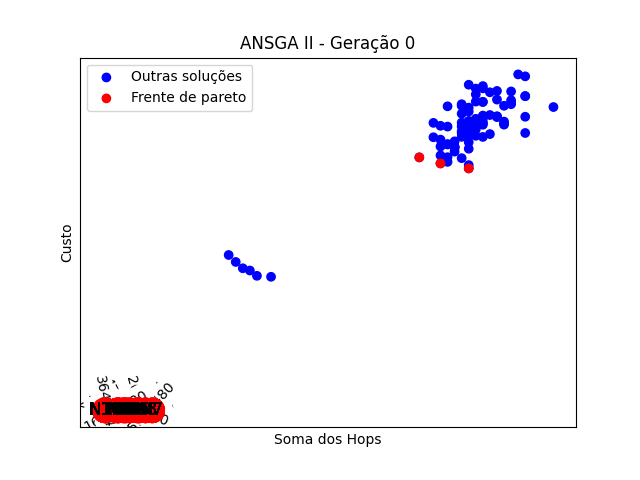 ANSGA II - Geração 0
Outras soluções
Frente de pareto
Custo
Soma dos Hops